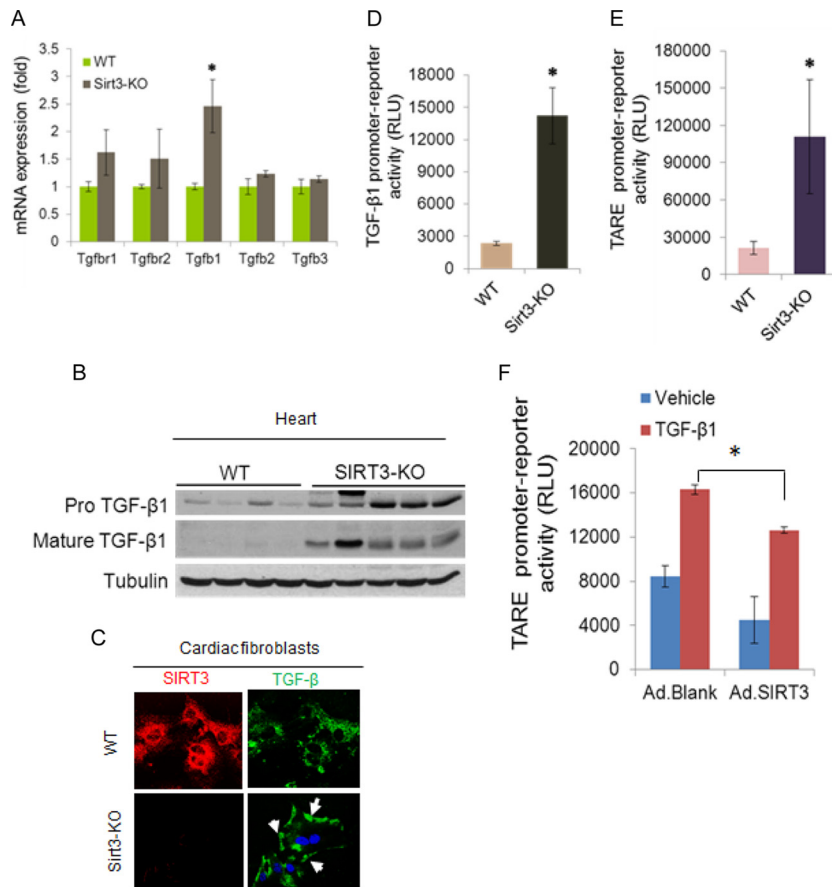 A
mRNA expression (fold)
3.5
3
2.5
2
1.5
1
0.5
0
WT
Sirt3-KO
*
Tgfbr1 Tgfbr2 Tgfb1 Tgfb2 Tgfb3
D
TGF-β1 promoter-reporter
activity (RLU)
18000
15000
12000
9000
6000
3000
0
*
WT
Sirt3-KO
E
TARE promoter-reporter
activity (RLU)
180000
150000
120000
90000
60000
30000
0
*
WT
Sirt3-KO
B
Heart
WT SIRT3-KO
Pro TGF-β1
Mature TGF-β1
Tubulin
C
Cardiac fibroblasts
SIRT3 TGF-β
WT
Sirt3-KO
F
Vehicle
TGF-β1
TARE promoter-reporter
activity (RLU)
20000
16000
12000
8000
4000
0
*
Ad.Blank Ad.SIRT3